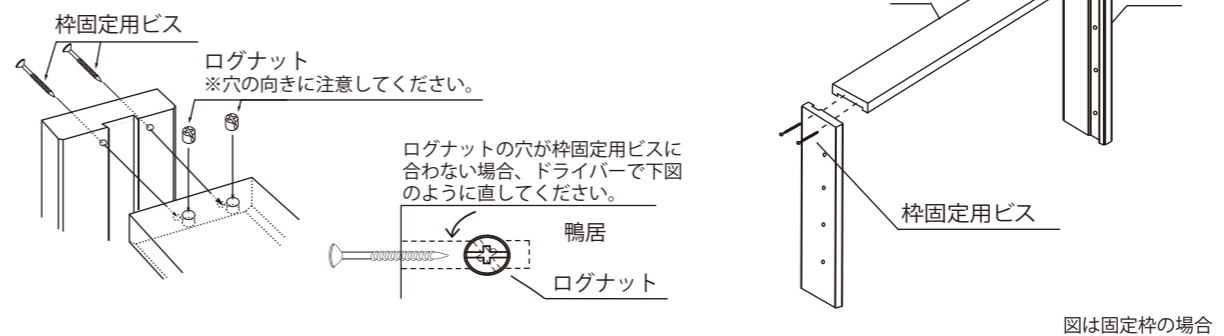 枠固定用ビス
ログナット
※穴の向きに注意してください。
ログナットの穴が枠固定用ビスに
合わない場合、ドライバーで下図
のように直してください。
鴨居
ログナット
枠固定用ビス
図は固定枠の場合